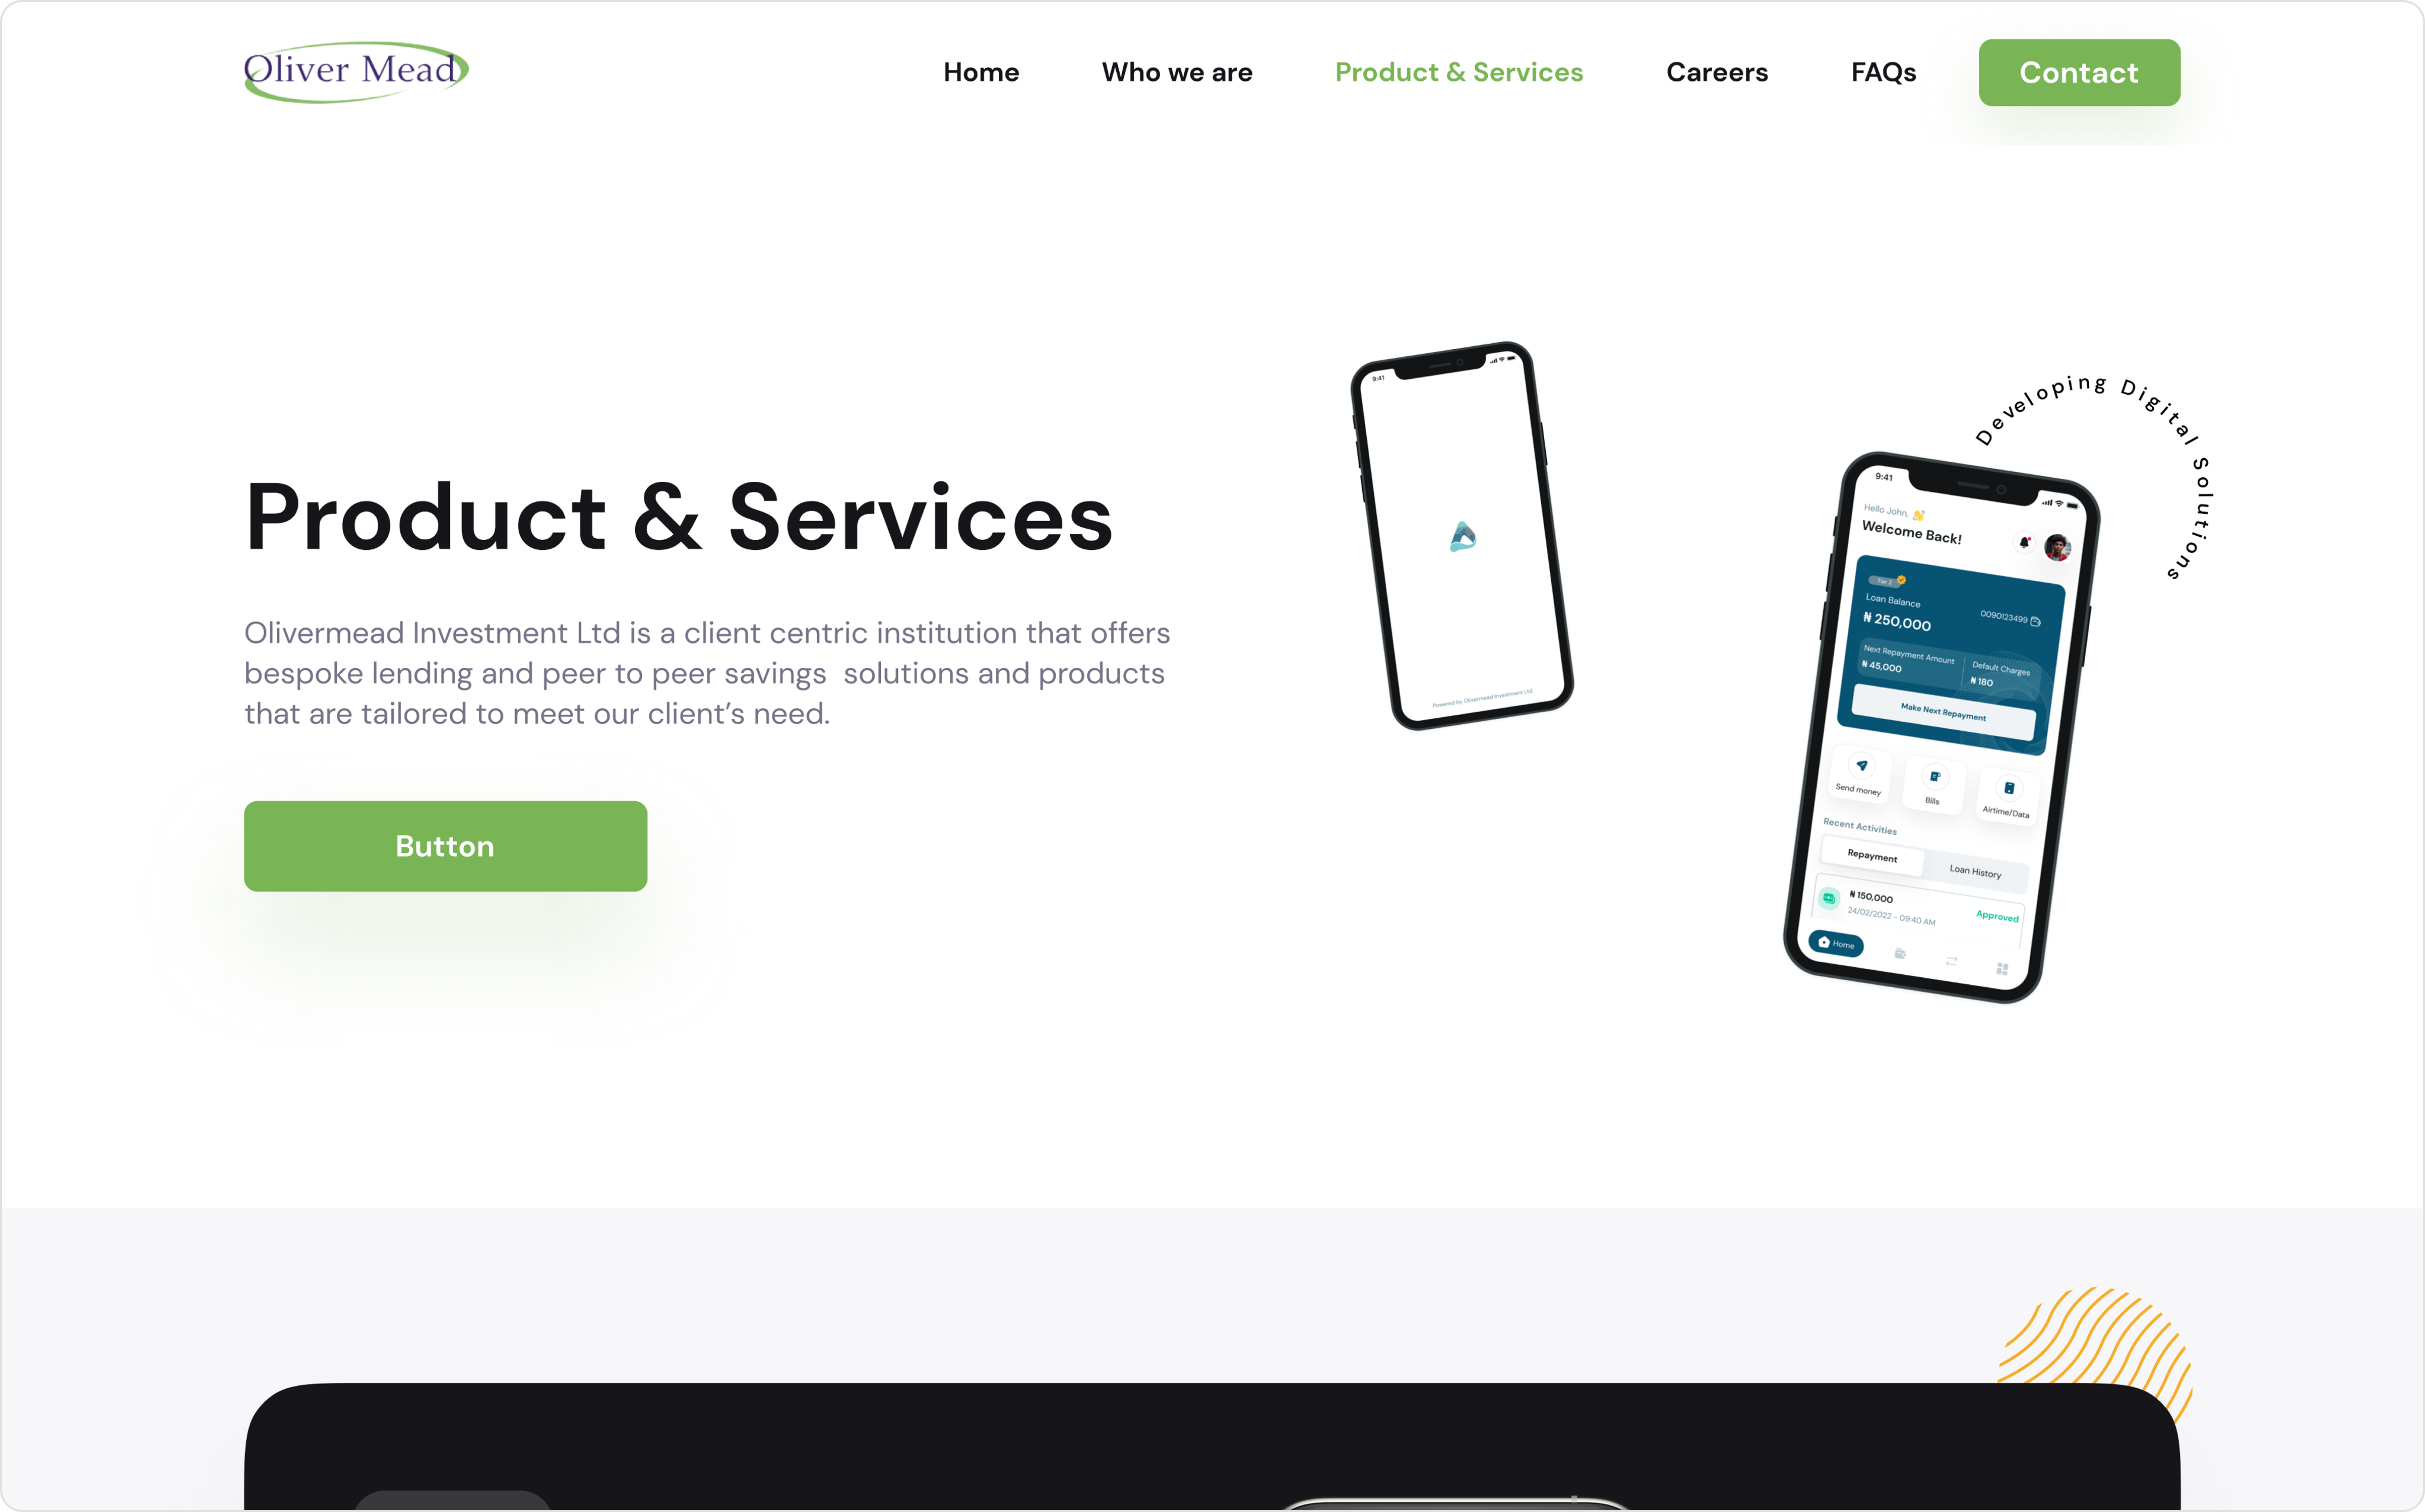 Oliver Mead
Home
Who we are
Product & Services
Careers
FAQs
Contact
Product & Services
Olivermead Investment Ltd is a client centric institution that offers
bespoke lending and peer to peer savings  solutions and products
that are tailored to meet our client’s need.
Button
9:41
Powered by Olivermead Investment Ltd
Developing Digital Solutions
9:41
Hello John, 👋
Welcome Back!
Tier 2
Loan Balance
0090123499
₦ 250,000
Next Repayment Amount
Default Charges
₦ 45,000
₦ 180
Make Next Repayment
Send money
Bills
Airtime/Data
Recent Activities
Repayment
Loan History
₦ 150,000
24/02/2022 - 09:40 AM
Approved
Home